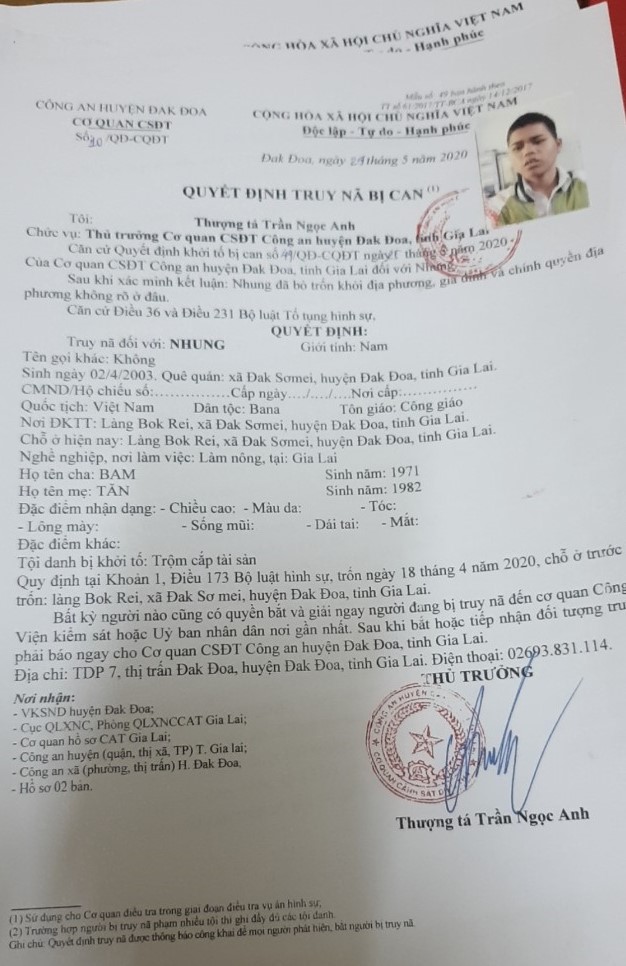 HÒA XÃ HỘI CHỦ NGHĨA VIỆT NAM
do - Hạnh phúc
Mẫu số: 49 ban hành theo
TT số 61/2017/TT-BCA ngày 14/12/2017
CÔNG AN HUYỆN ĐAK ĐOA
CƠ QUAN CSĐT
Số /QĐ-CQĐT
CỘNG HÒA XÃ HỘI CHỦ NGHĨA VIỆT NAM
Độc lập - Tự do - Hạnh phúc
Đak Đoa, ngày 29 tháng 5 năm 2020
QUYẾT ĐỊNH TRUY NÃ BỊ CAN (1)
Tôi: Thượng tá Trần Ngọc Anh
Chức vụ: Thủ trưởng Cơ quan CSĐT Công an huyện Đak Đoa, tỉnh Gia Lai
Căn cứ Quyết định khởi tố bị can số /QĐ-CQĐT ngày tháng năm 2020
Của Cơ quan CSĐT Công an huyện Đak Đoa, tỉnh Gia Lai đối với Nhung.
Sau khi xác minh kết luận: Nhung đã bỏ trốn khỏi địa phương, gia đình và chính quyền địa
phương không rõ ở đâu.
Căn cứ Điều 36 và Điều 231 Bộ luật Tố tụng hình sự,
QUYẾT ĐỊNH:
Truy nã đối với: NHUNG Giới tính: Nam
Tên gọi khác: Không
Sinh ngày 02/4/2003. Quê quán: xã Đak Sơmei, huyện Đak Đoa, tỉnh Gia Lai.
CMND/Hộ chiếu số:................Cấp ngày..../..../....Nơi cấp:..............
Quốc tịch: Việt Nam Dân tộc: Bana Tôn giáo: Công giáo
Nơi ĐKTT: Làng Bok Rei, xã Đak Sơmei, huyện Đak Đoa, tỉnh Gia Lai.
Chỗ ở hiện nay: Làng Bok Rei, xã Đak Sơmei, huyện Đak Đoa, tỉnh Gia Lai.
Nghề nghiệp, nơi làm việc: Làm nông, tại: Gia Lai
Họ tên cha: BAM Sinh năm: 1971
Họ tên mẹ: TĂN Sinh năm: 1982
Đặc điểm nhận dạng: - Chiều cao: - Màu da: - Tóc:
- Lông mày: - Sống mũi: - Dái tai: - Mắt:
Đặc điểm khác:
Tội danh bị khởi tố: Trộm cắp tài sản
Quy định tại Khoản 1, Điều 173 Bộ luật hình sự, trốn ngày 18 tháng 4 năm 2020, chỗ ở trước
trốn: làng Bok Rei, xã Đak Sơ mei, huyện Đak Đoa, tỉnh Gia Lai.
Bất kỳ người nào cũng có quyền bắt và giải ngay người đang bị truy nã đến cơ quan Công
Viện kiểm sát hoặc Uỷ ban nhân dân nơi gần nhất. Sau khi bắt hoặc tiếp nhận đối tượng tru
phải báo ngay cho Cơ quan CSĐT Công an huyện Đak Đoa, tỉnh Gia Lai.
Địa chỉ: TDP 7, thị trấn Đak Đoa, huyện Đak Đoa, tỉnh Gia Lai. Điện thoại: 02693.831.114.
THỦ TRƯỞNG
Nơi nhận:
- VKSND huyện Đak Đoa;
- Cục QLXNC, Phòng QLXNCCAT Gia Lai;
- Cơ quan hồ sơ CAT Gia Lai;
- Công an huyện (quận, thị xã, TP) T. Gia lai;
- Công an xã (phường, thị trấn) H. Đak Đoa.
- Hồ sơ 02 bản.
CÔNG AN HUYỆN
CƠ QUAN CẢNH SÁT
Thượng tá Trần Ngọc Anh
(1) Sử dụng cho Cơ quan điều tra trong giai đoạn điều tra vụ án hình sự;
(2) Trường hợp người bị truy nã phạm nhiều tội thì ghi đầy đủ các tội danh.
Ghi chú: Quyết định truy nã được thông báo công khai để mọi người phát hiện, bắt người bị truy nã.